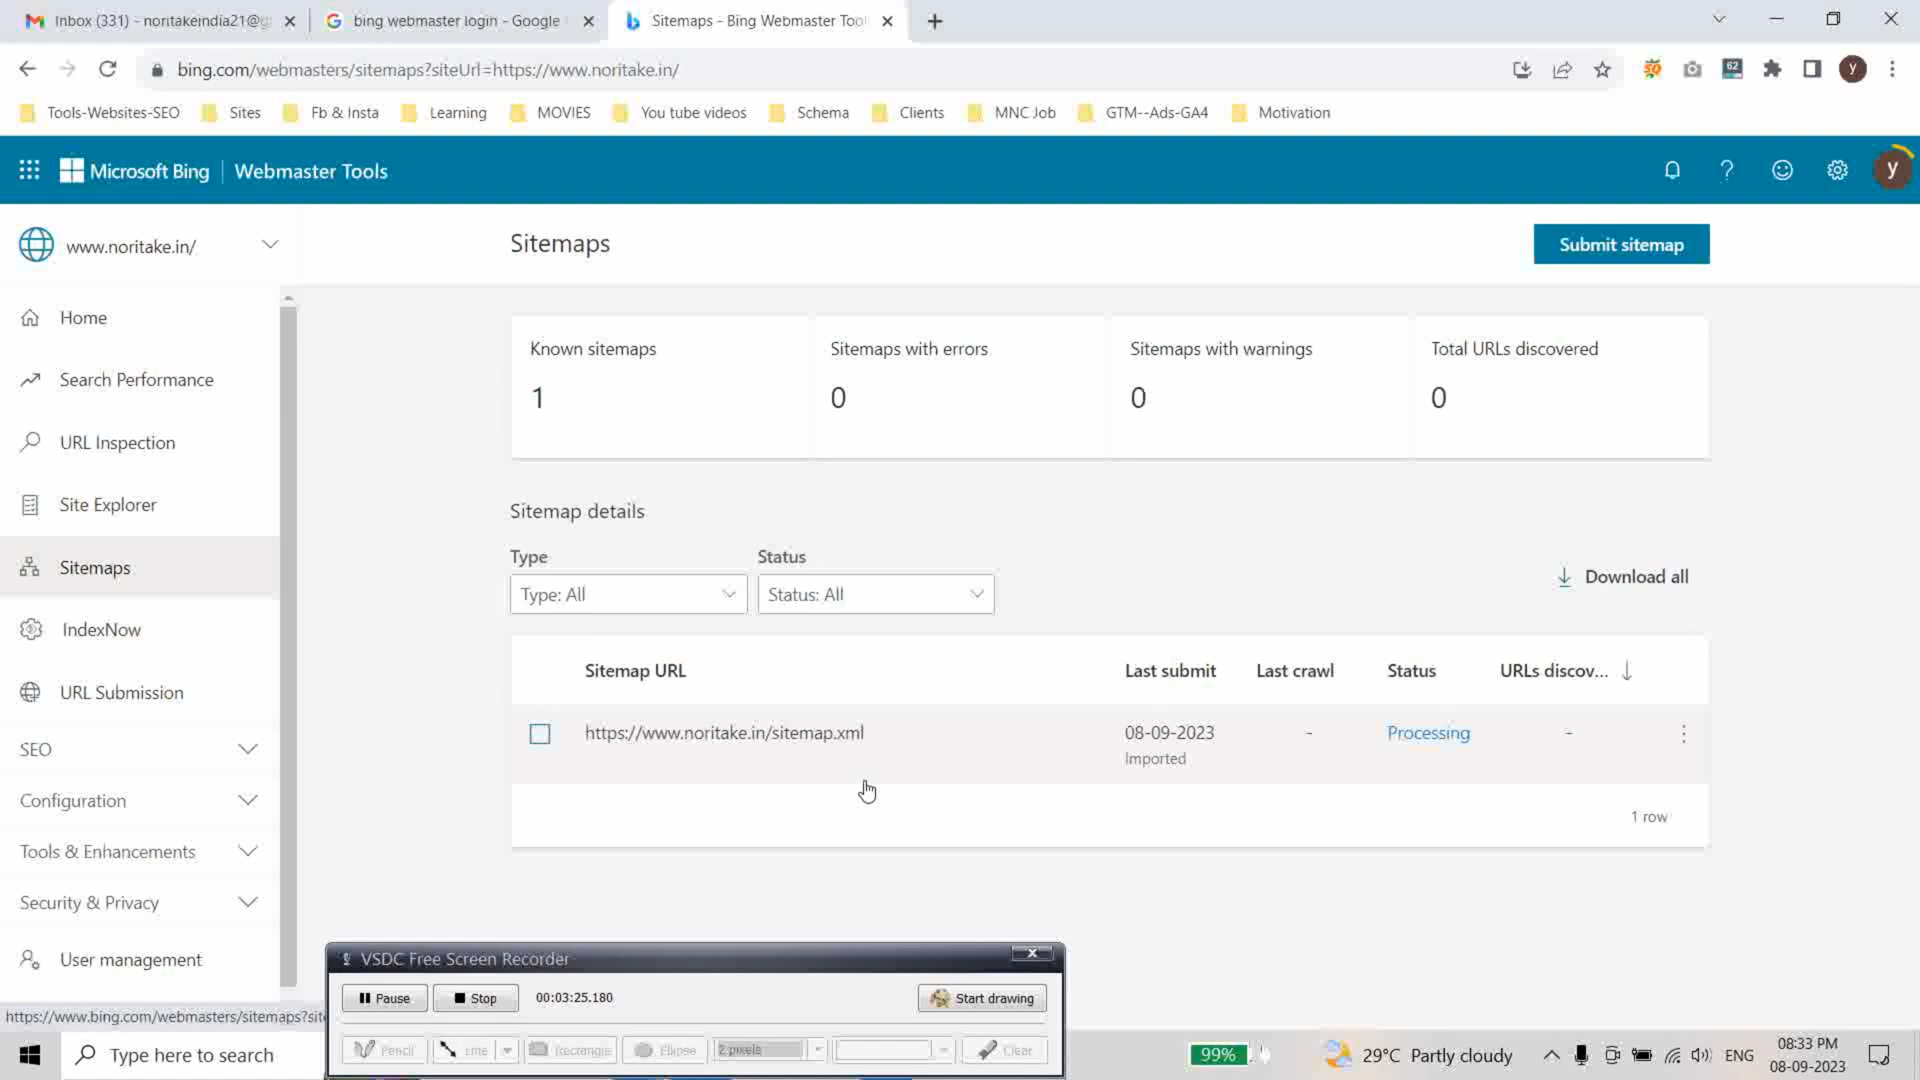 Inbox (331) - noritakeindia21@g
bing webmaster login - Google
Sitemaps - Bing Webmaster Tool
bing.com/webmasters/sitemaps?siteUrl=https://www.noritake.in/
62
y
Tools-Websites-SEO
Sites
Fb & Insta
Learning
MOVIES
You tube videos
Schema
Clients
MNC Job
GTM--Ads-GA4
Motivation
Microsoft Bing
Webmaster Tools
y
www.noritake.in/
Sitemaps
Submit sitemap
Home
Search Performance
URL Inspection
Site Explorer
Sitemaps
IndexNow
URL Submission
SEO
Configuration
Tools & Enhancements
Security & Privacy
User management
Known sitemaps
1
Sitemaps with errors
0
Sitemaps with warnings
0
Total URLs discovered
0
Sitemap details
Type
Status
Type: All
Status: All
Download all
Sitemap URL
Last submit
Last crawl
Status
URLs discov...
https://www.noritake.in/sitemap.xml
08-09-2023
Imported
-
Processing
-
1 row
VSDC Free Screen Recorder
Pause
Stop
00:03:25.180
Start drawing
Pencil
Line
Rectangle
Ellipse
2 pixels
Clear
https://www.bing.com/webmasters/sitemaps?sit
Type here to search
99%
29°C Partly cloudy
ENG
08:33 PM
08-09-2023